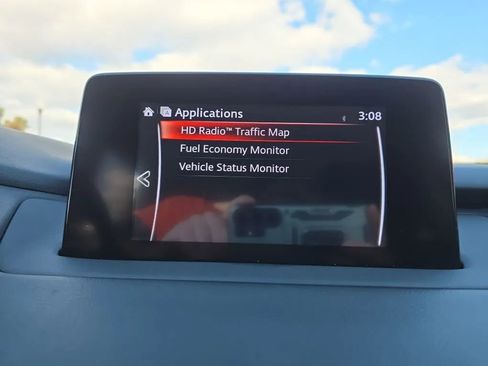 Applications 3:08
HD Radio™ Traffic Map
Fuel Economy Monitor
Vehicle Status Monitor